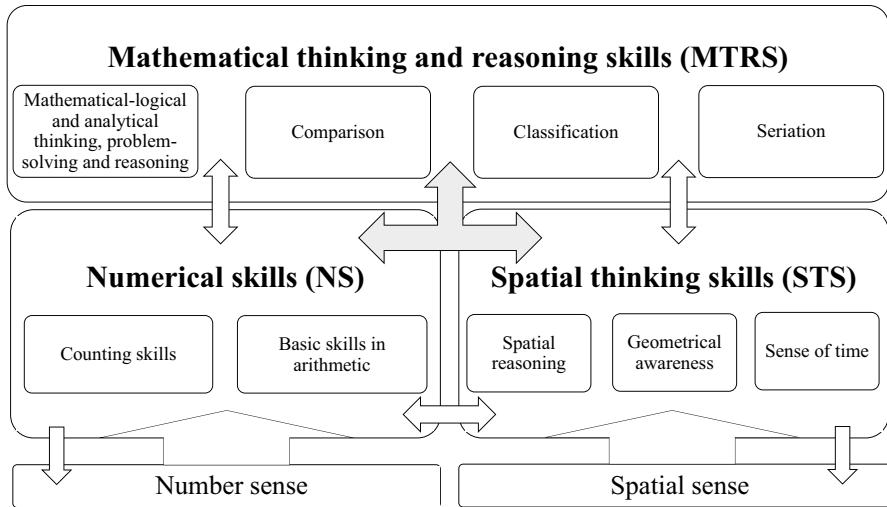 Mathematical thinking and reasoning skills (MTRS)
Mathematical-logical
and analytical
thinking, problem-
solving and reasoning
Comparison
Classification
Seriation
Numerical skills (NS)
Counting skills
Basic skills in
arithmetic
Spatial thinking skills (STS)
Spatial
reasoning
Geometrical
awareness
Sense of time
Number sense
Spatial sense